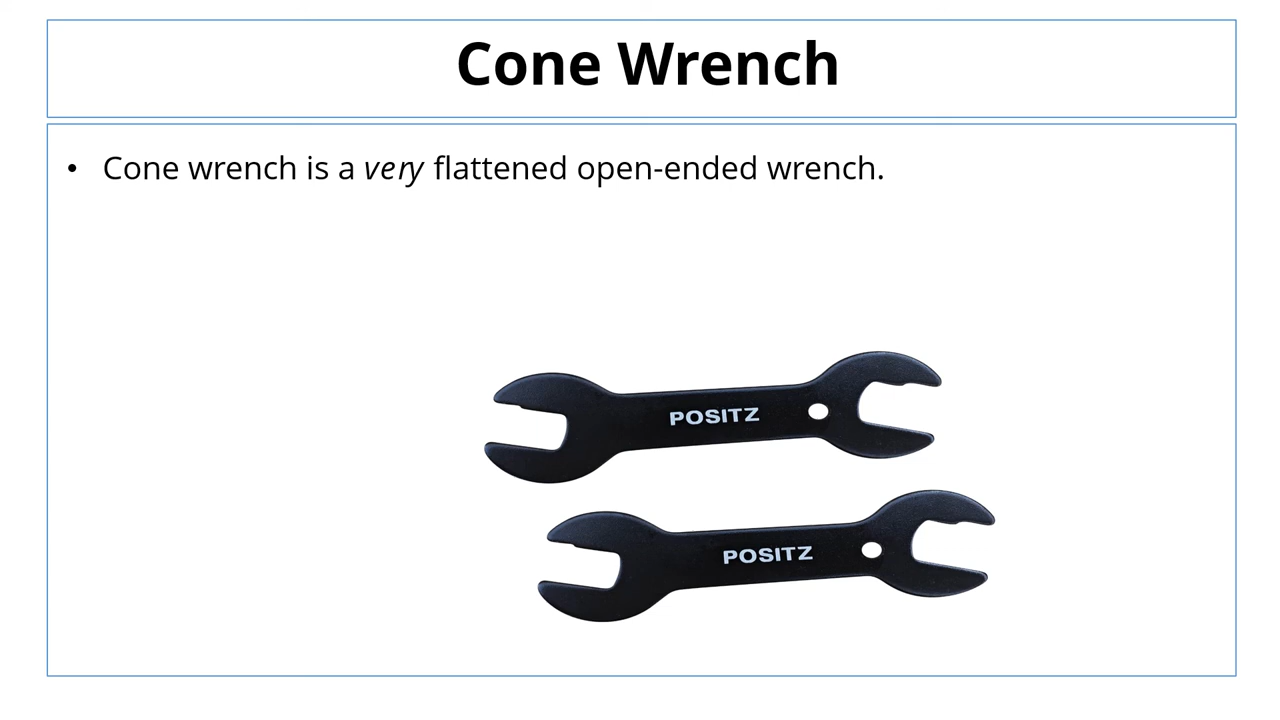 Cone Wrench
• Cone wrench is a very flattened open-ended wrench.
POSITZ
POSITZ